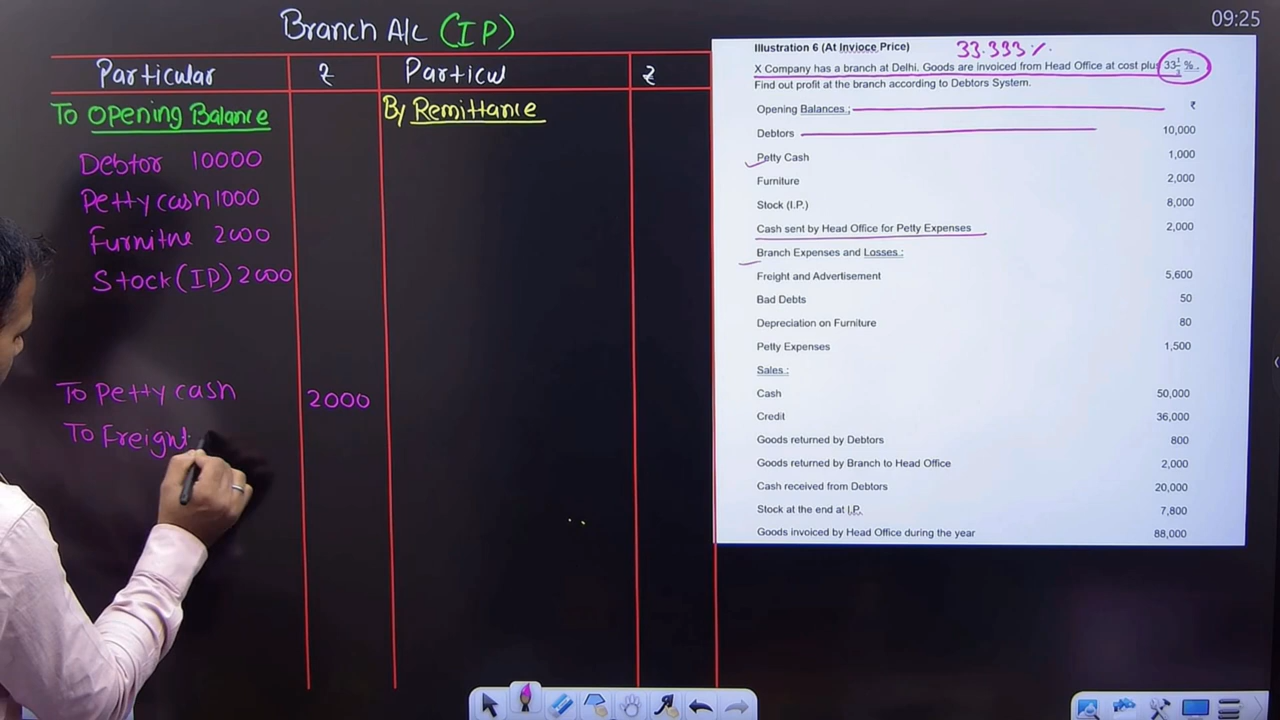 09:25
Branch A/c (IP)
Particular ₹ Particul ₹
To Opening Balance
By Remittance
Debtor 10000
Petty cash 1000
Furnitne 2000
Stock (IP) 2000
To Petty cash 2000
To Freight
Illustration 6 (At Invioce Price) 33.333%.
X Company has a branch at Delhi. Goods are invoiced from Head Office at cost plus 33 1/3 %.
Find out profit at the branch according to Debtors System.
Opening Balances ; ₹
Debtors 10,000
Petty Cash 1,000
Furniture 2,000
Stock (I.P.) 8,000
Cash sent by Head Office for Petty Expenses 2,000
Branch Expenses and Losses :
Freight and Advertisement 5,600
Bad Debts 50
Depreciation on Furniture 80
Petty Expenses 1,500
Sales :
Cash 50,000
Credit 36,000
Goods returned by Debtors 800
Goods returned by Branch to Head Office 2,000
Cash received from Debtors 20,000
Stock at the end at I.P. 7,800
Goods invoiced by Head Office during the year 88,000